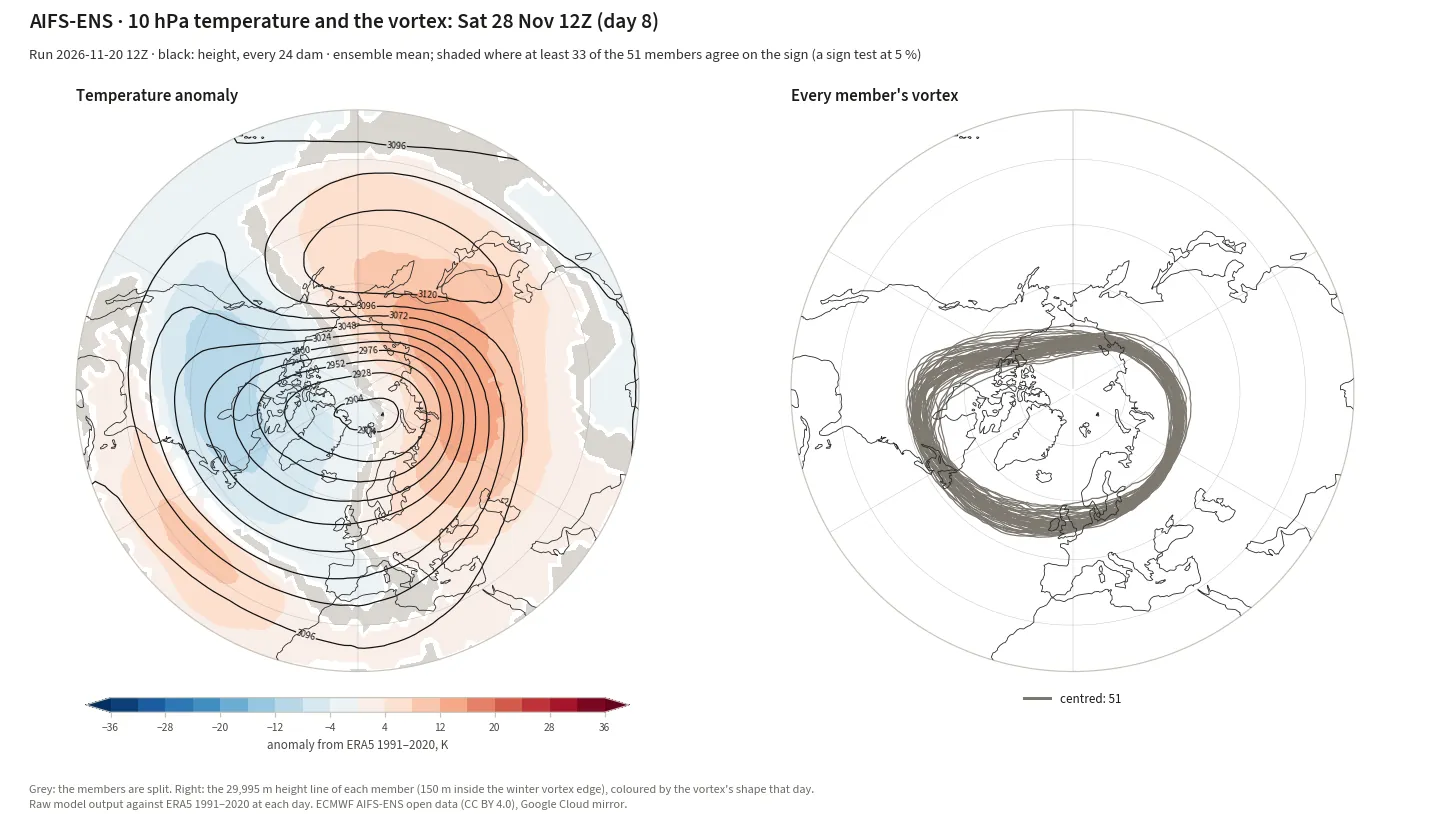 AIFS-ENS · 10 hPa temperature and the vortex: Sat 28 Nov 12Z (day 8)
Run 2026-11-20 12Z · black: height, every 24 dam · ensemble mean; shaded where at least 33 of the 51 members agree on the sign (a sign test at 5 %)
Temperature anomaly
Every member's vortex
3096
3120
3096
3072
3048
3024
3000
2976
2952
2928
2904
3096
centred: 51
−36 −28 −20 −12 −4 4 12 20 28 36
anomaly from ERA5 1991–2020, K
Grey: the members are split. Right: the 29,995 m height line of each member (150 m inside the winter vortex edge), coloured by the vortex's shape that day.
Raw model output against ERA5 1991–2020 at each day. ECMWF AIFS-ENS open data (CC BY 4.0), Google Cloud mirror.